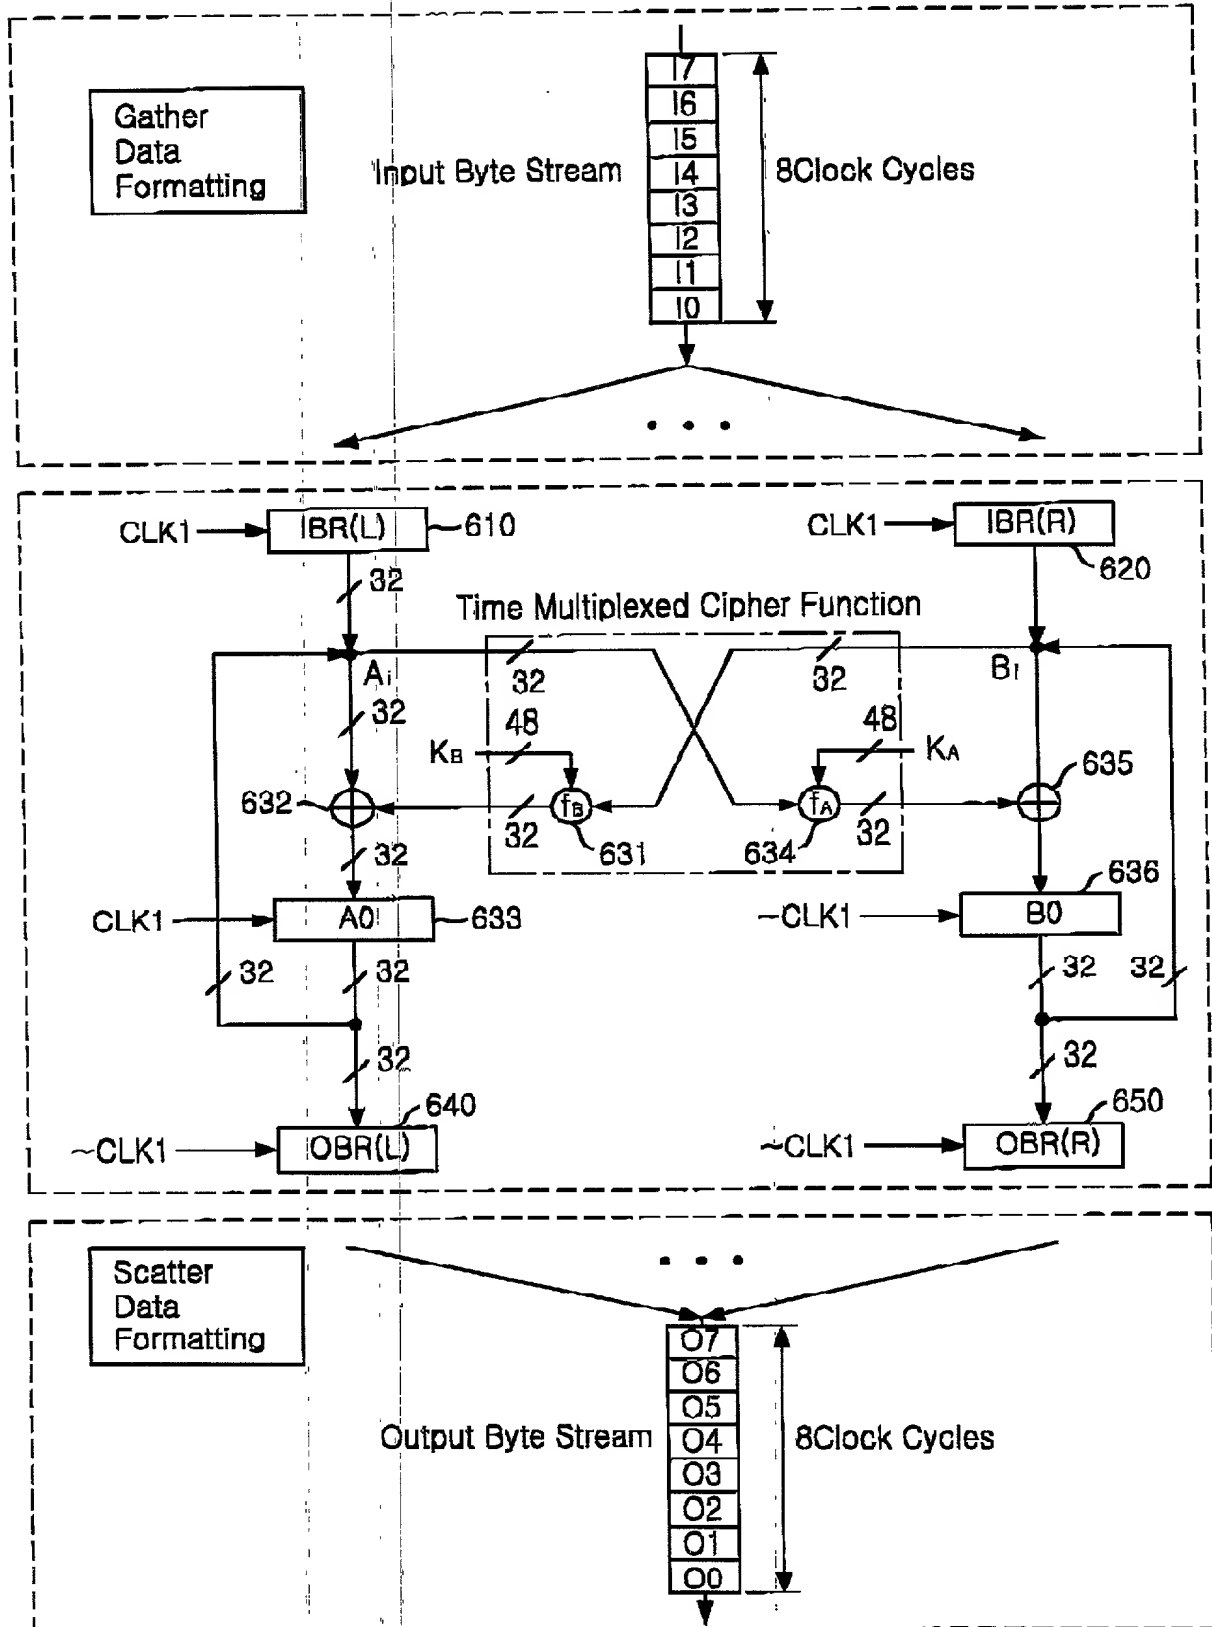 Gather
Data
Formatting
Input Byte Stream
I7
I6
I5
I4
I3
I2
I1
I0
8Clock Cycles
CLK1
IBR(L)
610
CLK1
IBR(R)
620
32
Time Multiplexed Cipher Function
Ai
32
32
Bi
32
48
48
KB
KA
632
fB
32
631
fA
32
634
635
32
CLK1
A0
633
~CLK1
B0
636
32
32
32
32
32
32
~CLK1
OBR(L)
640
~CLK1
OBR(R)
650
Scatter
Data
Formatting
Output Byte Stream
O7
O6
O5
O4
O3
O2
O1
O0
8Clock Cycles